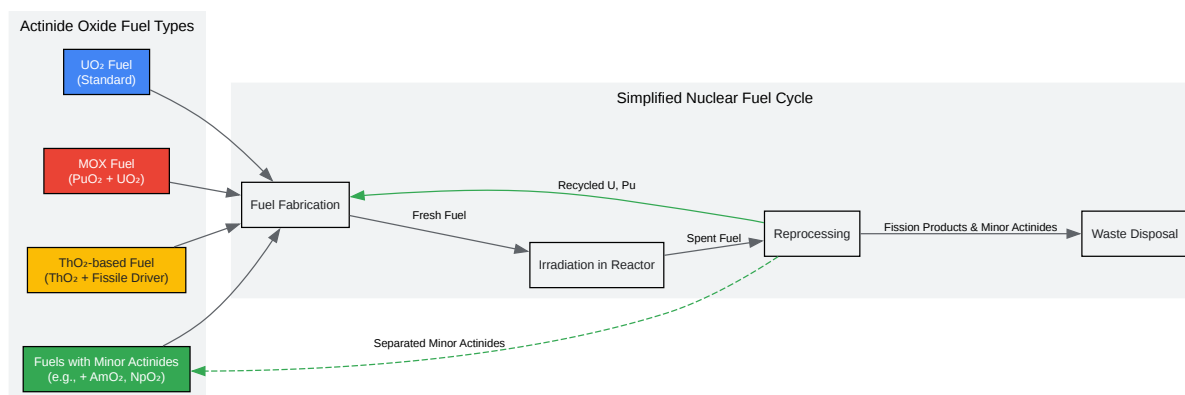 Actinide Oxide Fuel Types
UO₂ Fuel
(Standard)
MOX Fuel
(PuO₂ + UO₂)
ThO₂-based Fuel
(ThO₂ + Fissile Driver)
Fuels with Minor Actinides
(e.g., + AmO₂, NpO₂)
Simplified Nuclear Fuel Cycle
Fuel Fabrication
Recycled U, Pu
Fresh Fuel
Irradiation in Reactor
Spent Fuel
Reprocessing
Fission Products & Minor Actinides
Waste Disposal
Separated Minor Actinides